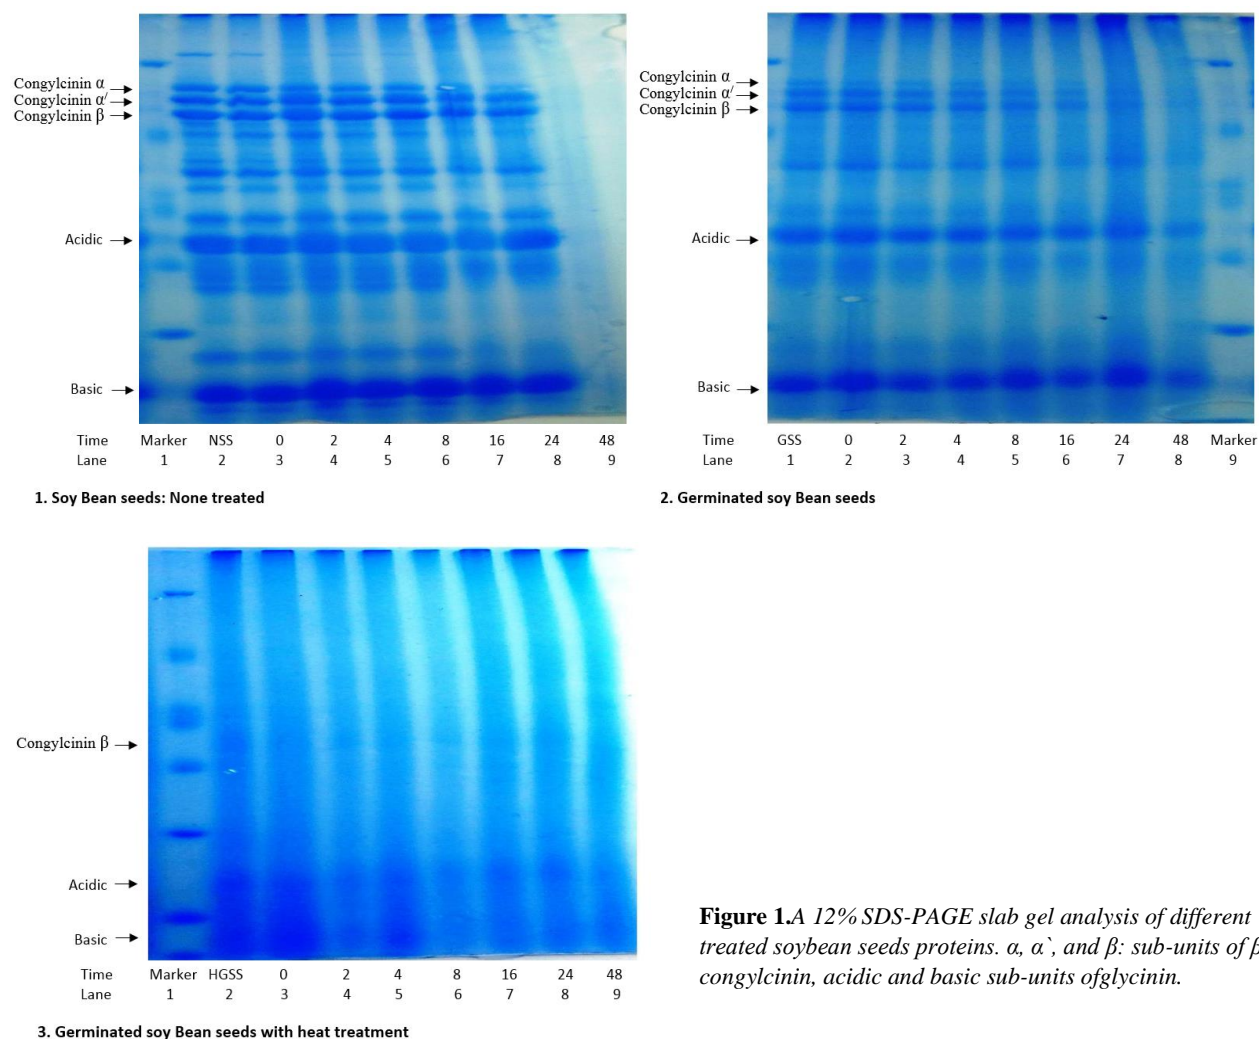 Congylcinin α
Congylcinin α/
Congylcinin β
Acidic
Basic
Time Marker NSS 0 2 4 8 16 24 48
Lane 1 2 3 4 5 6 7 8 9
1. Soy Bean seeds: None treated
Congylcinin α
Congylcinin α/
Congylcinin β
Acidic
Basic
Time GSS 0 2 4 8 16 24 48 Marker
Lane 1 2 3 4 5 6 7 8 9
2. Germinated soy Bean seeds
Congylcinin β
Acidic
Basic
Time Marker HGSS 0 2 4 8 16 24 48
Lane 1 2 3 4 5 6 7 8 9
3. Germinated soy Bean seeds with heat treatment
Figure 1.A 12% SDS-PAGE slab gel analysis of different
treated soybean seeds proteins. α, α`, and β: sub-units of β
congylcinin, acidic and basic sub-units ofglycinin.